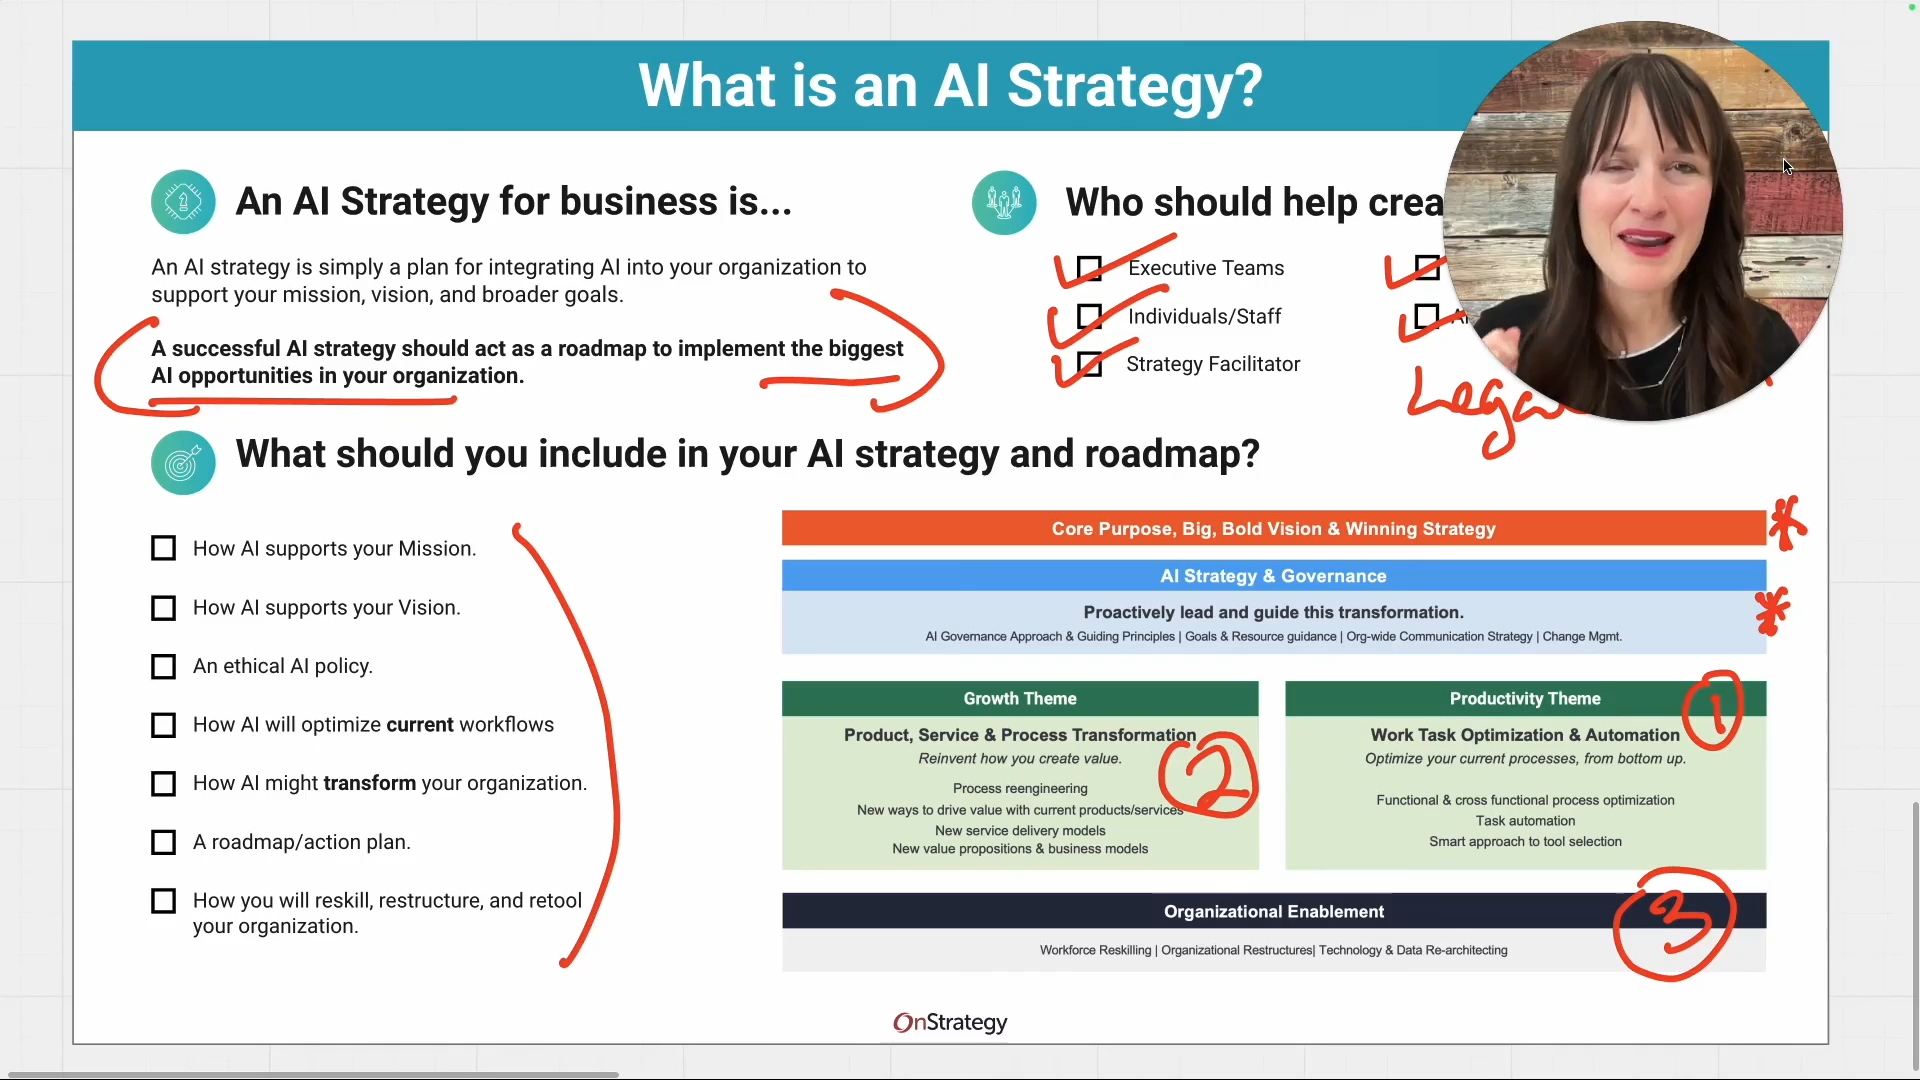 What is an AI Strategy?
An AI Strategy for business is...
An AI strategy is simply a plan for integrating AI into your organization to
support your mission, vision, and broader goals.
A successful AI strategy should act as a roadmap to implement the biggest
AI opportunities in your organization.
Who should help crea
Executive Teams
Individuals/Staff
Strategy Facilitator
What should you include in your AI strategy and roadmap?
How AI supports your Mission.
How AI supports your Vision.
An ethical AI policy.
How AI will optimize current workflows
How AI might transform your organization.
A roadmap/action plan.
How you will reskill, restructure, and retool
your organization.
Core Purpose, Big, Bold Vision & Winning Strategy
*
AI Strategy & Governance
Proactively lead and guide this transformation.
*
AI Governance Approach & Guiding Principles | Goals & Resource guidance | Org-wide Communication Strategy | Change Mgmt.
Growth Theme
Product, Service & Process Transformation
Reinvent how you create value.
2
Process reengineering
New ways to drive value with current products/services
New service delivery models
New value propositions & business models
Productivity Theme
1
Work Task Optimization & Automation
Optimize your current processes, from bottom up.
Functional & cross functional process optimization
Task automation
Smart approach to tool selection
Organizational Enablement
3
Workforce Reskilling | Organizational Restructures| Technology & Data Re-architecting
OnStrategy